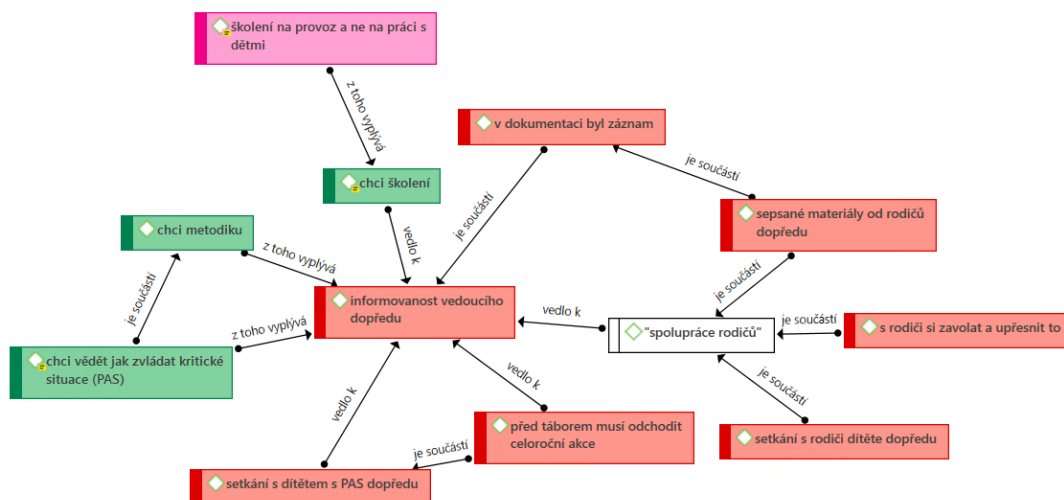 školení na provoz a ne na práci s
dětmi
z toho vyplývá
v dokumentaci byl záznam
je součástí
chci školení
je součástí
sepsané materiály od rodičů
dopředu
chci metodiku
z toho vyplývá
vedlo k
je součástí
je součástí
informovanost vedoucího
dopředu
vedlo k
"spolupráce rodičů"
je součástí
s rodiči si zavolat a upřesnit to
z toho vyplývá
chci vědět jak zvládat kritické
situace (PAS)
vedlo k
vedlo k
je součástí
před táborem musí odchodit
celoroční akce
setkání s rodiči dítěte dopředu
je součástí
setkání s dítětem s PAS dopředu